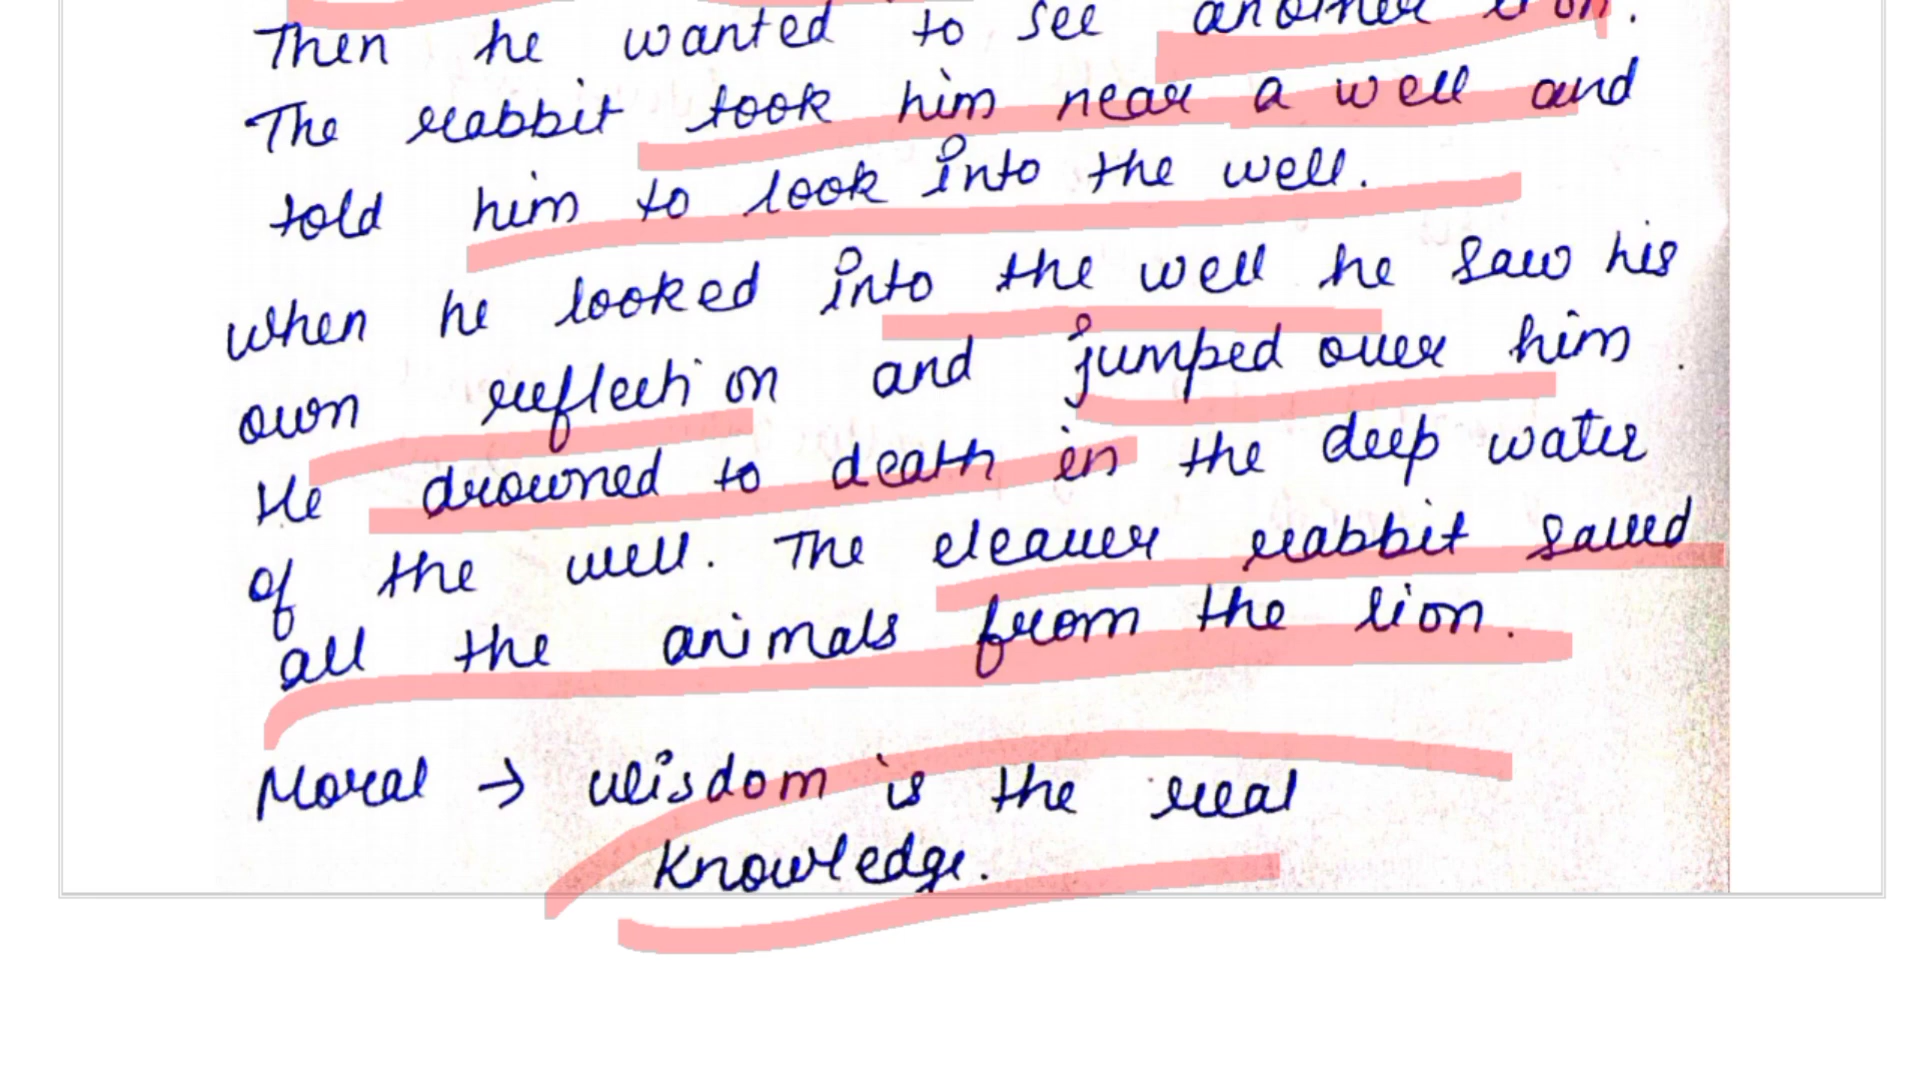 Then he wanted to see another lion.
The rabbit took him near a well and
told him to look into the well.
when he looked into the well he saw his
own reflection and jumped over him.
He drowned to death in the deep water
of the well. The cleaver rabbit saved
all the animals from the lion.
Moral → Wisdom is the real
Knowledge.